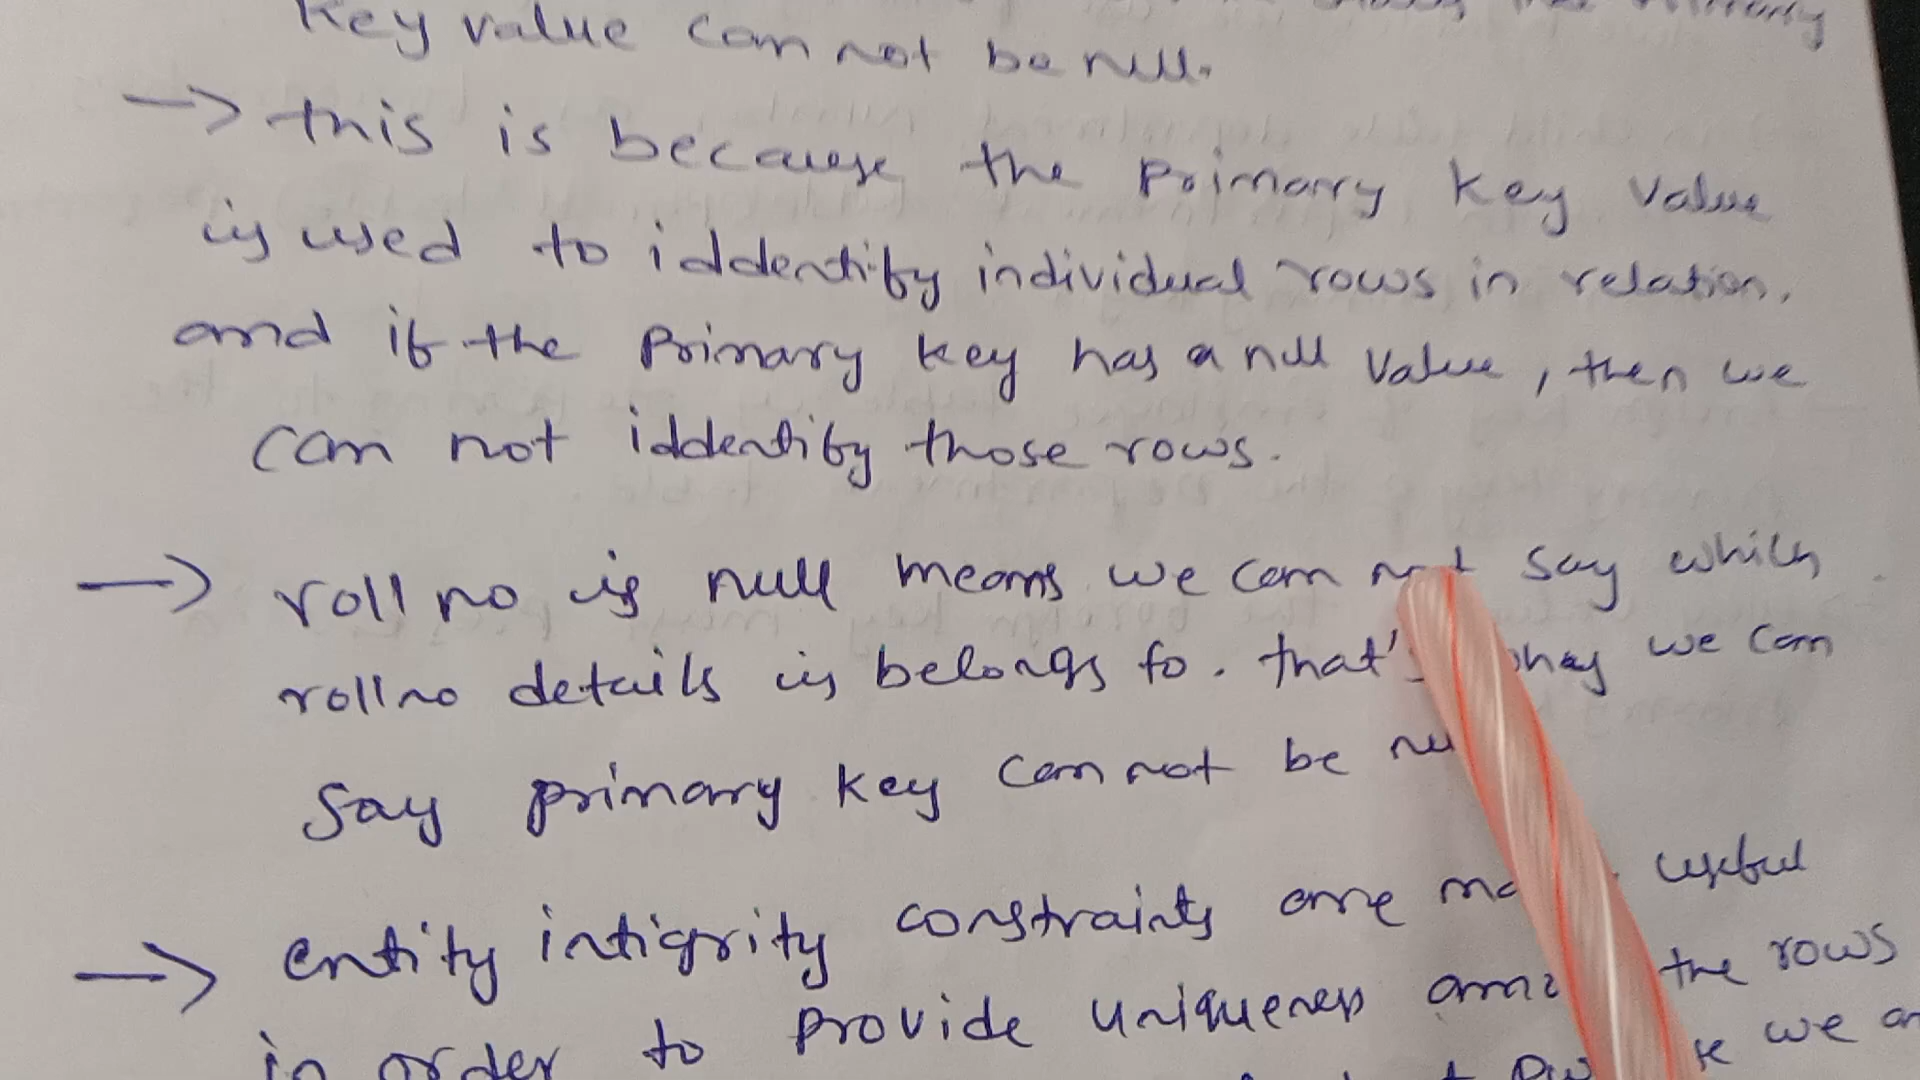 Primary
Key value can not be null.
→ this is because the Primary Key Value
is used to iddentify individual rows in relation,
and if the Primary key has a null value, then we
can not iddentify those rows.
→ roll no is null means we can not say which
rollno details is belongs to. that's we can
Say primary key can not be
→ entity intigrity constraints are useful
in order to provide uniqueness the rows
we